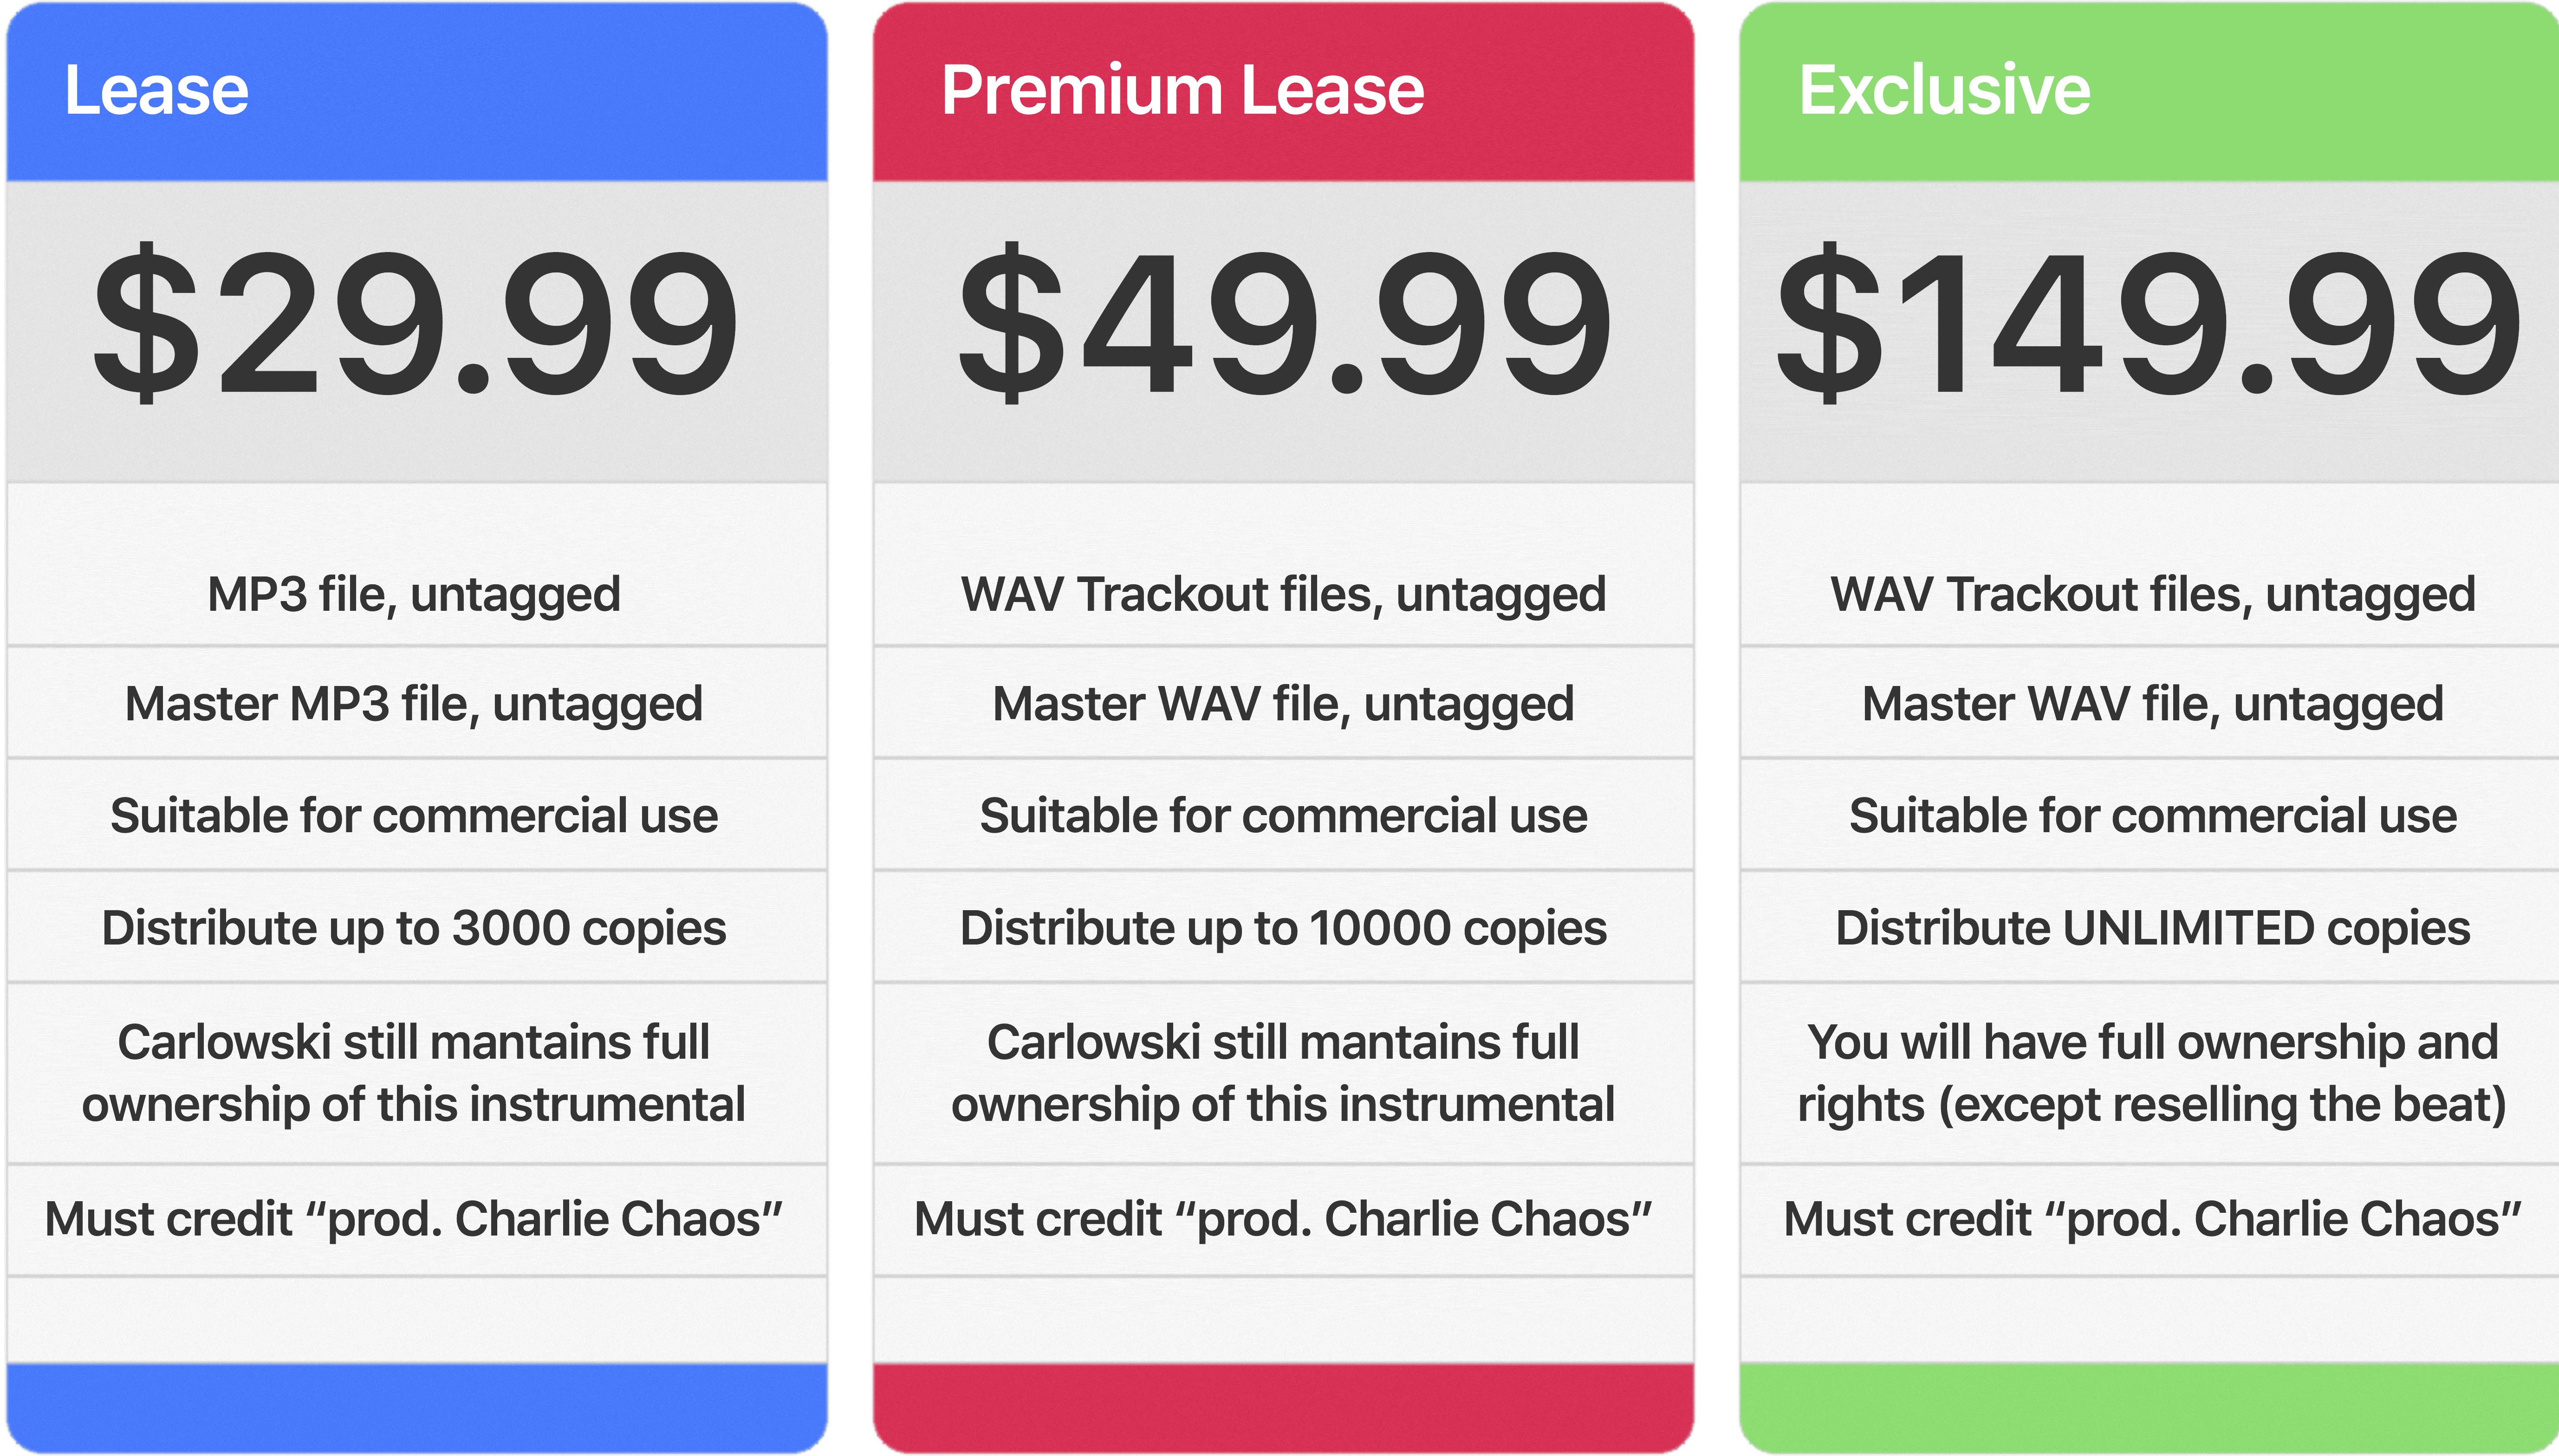 Lease
$29.99
MP3 file, untagged
Master MP3 file, untagged
Suitable for commercial use
Distribute up to 3000 copies
Carlowski still mantains full
ownership of this instrumental
Must credit “prod. Charlie Chaos”
Premium Lease
$49.99
WAV Trackout files, untagged
Master WAV file, untagged
Suitable for commercial use
Distribute up to 10000 copies
Carlowski still mantains full
ownership of this instrumental
Must credit “prod. Charlie Chaos”
Exclusive
$149.99
WAV Trackout files, untagged
Master WAV file, untagged
Suitable for commercial use
Distribute UNLIMITED copies
You will have full ownership and
rights (except reselling the beat)
Must credit “prod. Charlie Chaos”